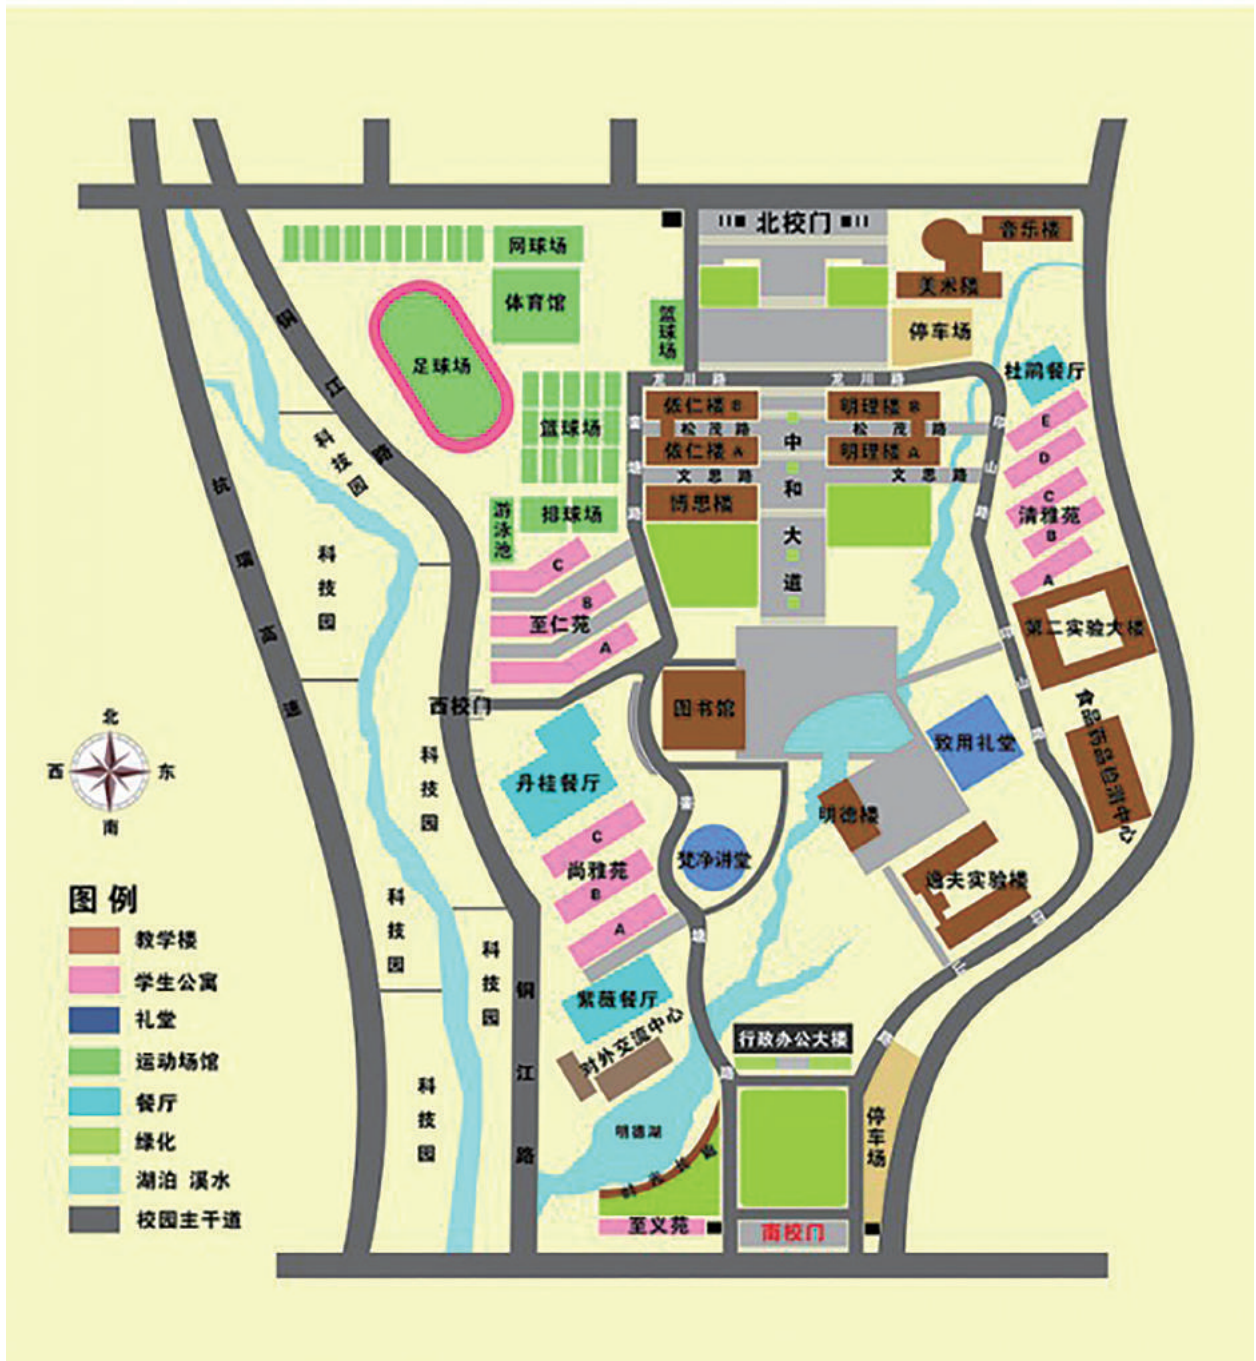 北校门
音乐楼
网球场
美术楼
体育馆
篮球场
停车场
铜江路
足球场
杜鹃餐厅
龙川路
龙川路
依仁楼 B
明理楼 B
E
篮球场
松茂路
中和大道
松茂路
科技园
依仁楼 A
明理楼 A
D
文思路
文思路
杭瑞高速
博思楼
C
清雅苑
游泳池
排球场
B
科技园
C
A
B
至仁苑
A
第二实验大楼
西校门
图书馆
北
西
东
南
科技园
丹桂餐厅
致用礼堂
食品药品检测中心
明德楼
C
尚雅苑
B
A
梵净讲堂
逸夫实验楼
图例
教学楼
学生公寓
礼堂
运动场馆
餐厅
绿化
湖泊 溪水
校园主干道
科技园
科技园
铜江路
紫薇餐厅
对外交流中心
行政办公大楼
科技园
明德湖
停车场
至义苑
南校门